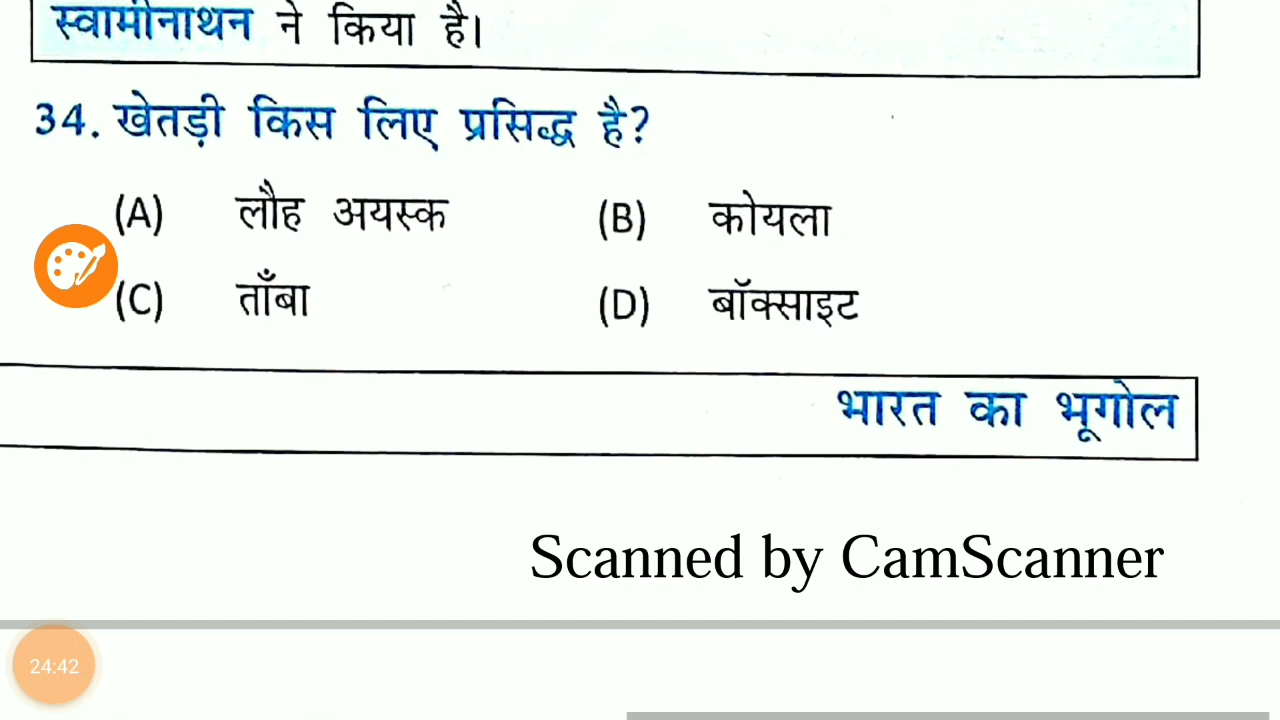 स्वामीनाथन ने किया है।
34. खेतड़ी किस लिए प्रसिद्ध है?
(A) लौह अयस्क (B) कोयला
(C) ताँबा (D) बॉक्साइट
भारत का भूगोल
Scanned by CamScanner
24:42